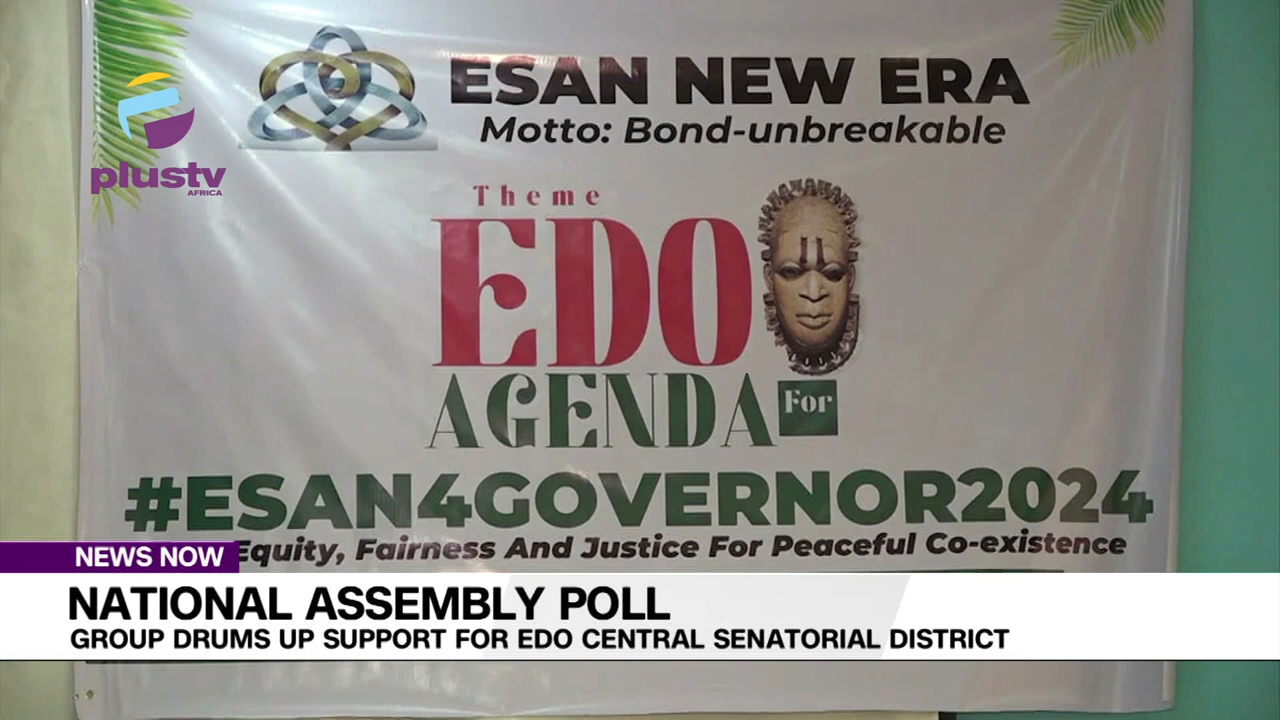 ESAN NEW ERA
Motto: Bond-unbreakable
plustv
AFRICA
Theme
EDO
AGENDA For
#ESAN4GOVERNOR2024
Equity, Fairness And Justice For Peaceful Co-existence
NEWS NOW
NATIONAL ASSEMBLY POLL
GROUP DRUMS UP SUPPORT FOR EDO CENTRAL SENATORIAL DISTRICT